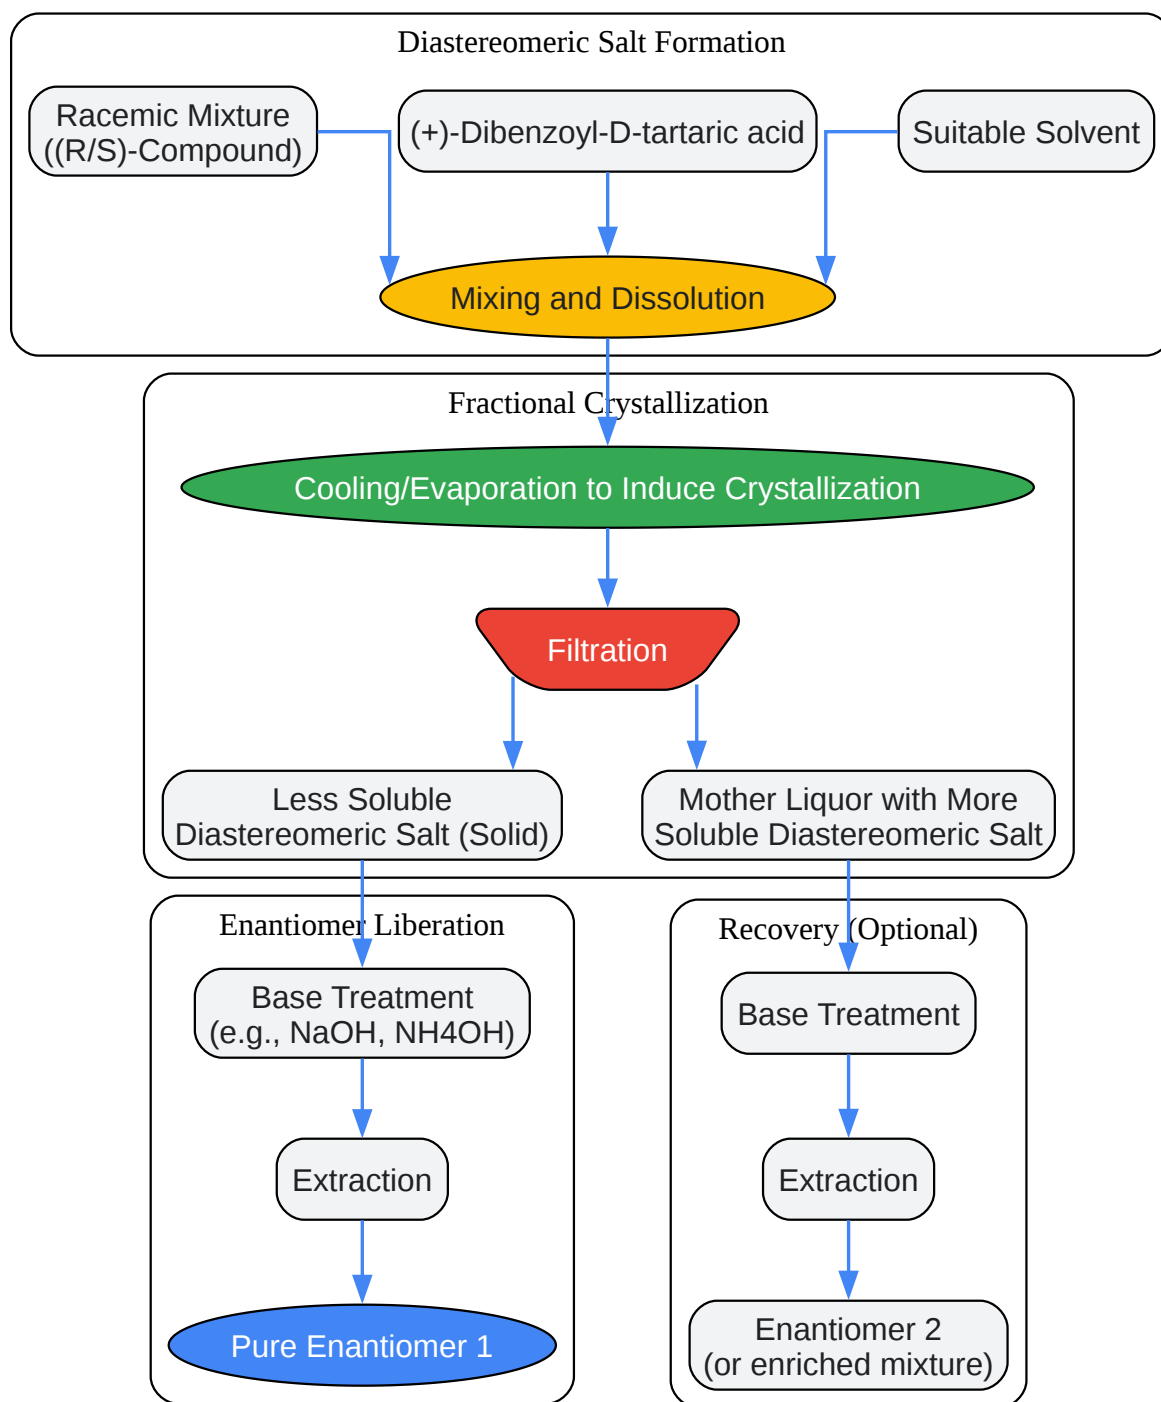 Diastereomeric Salt Formation
Racemic Mixture
((R/S)-Compound)
(+)-Dibenzoyl-D-tartaric acid
Suitable Solvent
Mixing and Dissolution
Fractional Crystallization
Cooling/Evaporation to Induce Crystallization
Filtration
Less Soluble
Diastereomeric Salt (Solid)
Mother Liquor with More
Soluble Diastereomeric Salt
Enantiomer Liberation
Base Treatment
(e.g., NaOH, NH4OH)
Extraction
Pure Enantiomer 1
Recovery (Optional)
Base Treatment
Extraction
Enantiomer 2
(or enriched mixture)